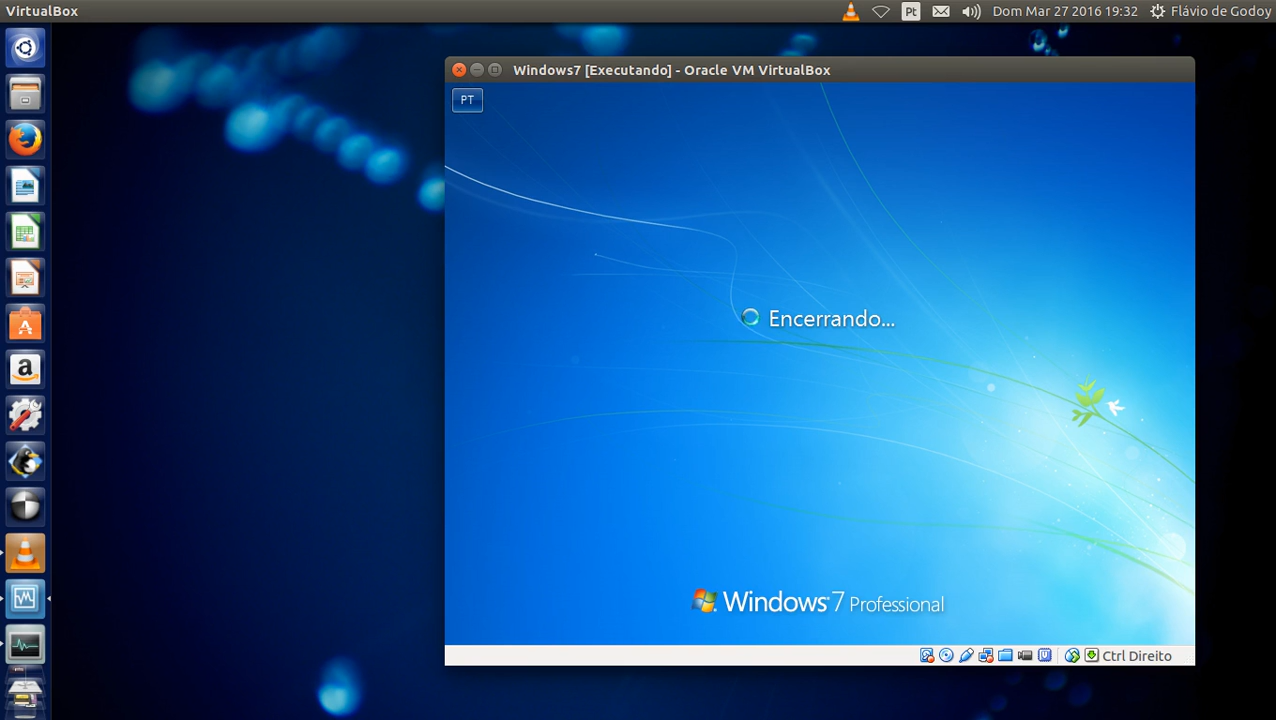 VirtualBox
Pt
Dom Mar 27 2016 19:32
Flávio de Godoy
Windows7 [Executando] - Oracle VM VirtualBox
PT
Encerrando...
Windows 7 Professional
Ctrl Direito